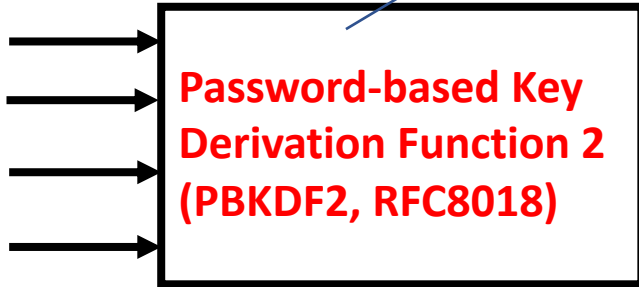 Password-based Key
Derivation Function 2
(PBKDF2, RFC8018)